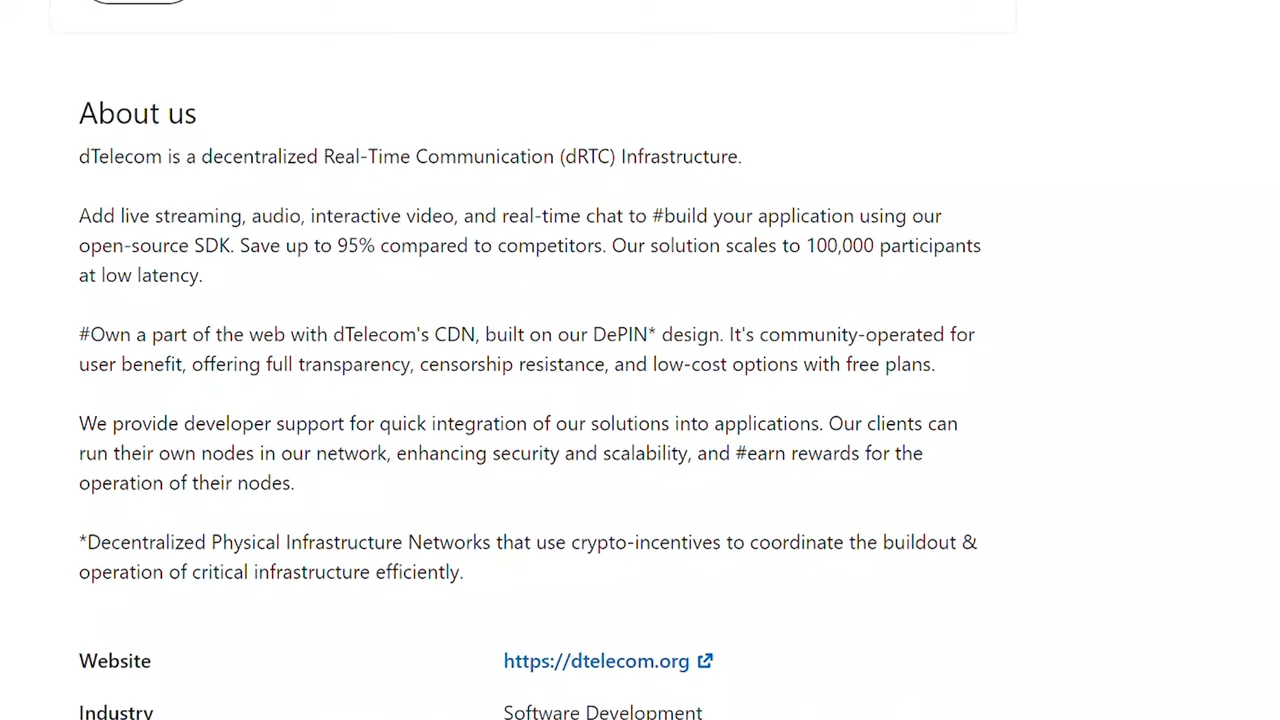 About us
dTelecom is a decentralized Real-Time Communication (dRTC) Infrastructure.
Add live streaming, audio, interactive video, and real-time chat to #build your application using our
open-source SDK. Save up to 95% compared to competitors. Our solution scales to 100,000 participants
at low latency.
#Own a part of the web with dTelecom's CDN, built on our DePIN* design. It's community-operated for
user benefit, offering full transparency, censorship resistance, and low-cost options with free plans.
We provide developer support for quick integration of our solutions into applications. Our clients can
run their own nodes in our network, enhancing security and scalability, and #earn rewards for the
operation of their nodes.
*Decentralized Physical Infrastructure Networks that use crypto-incentives to coordinate the buildout &
operation of critical infrastructure efficiently.
Website https://dtelecom.org
Industry Software Development